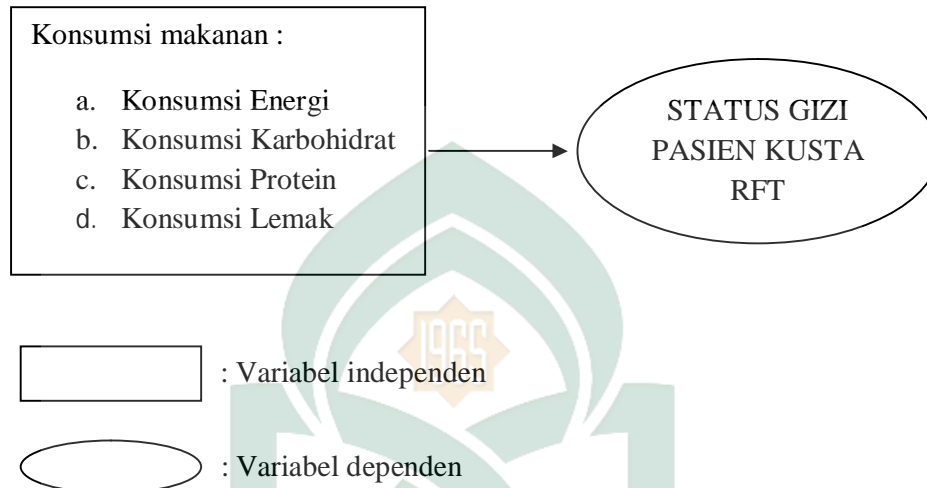 Konsumsi makanan :
a. Konsumsi Energi
b. Konsumsi Karbohidrat
c. Konsumsi Protein
d. Konsumsi Lemak
STATUS GIZI
PASIEN KUSTA
RFT
1965
: Variabel independen
: Variabel dependen